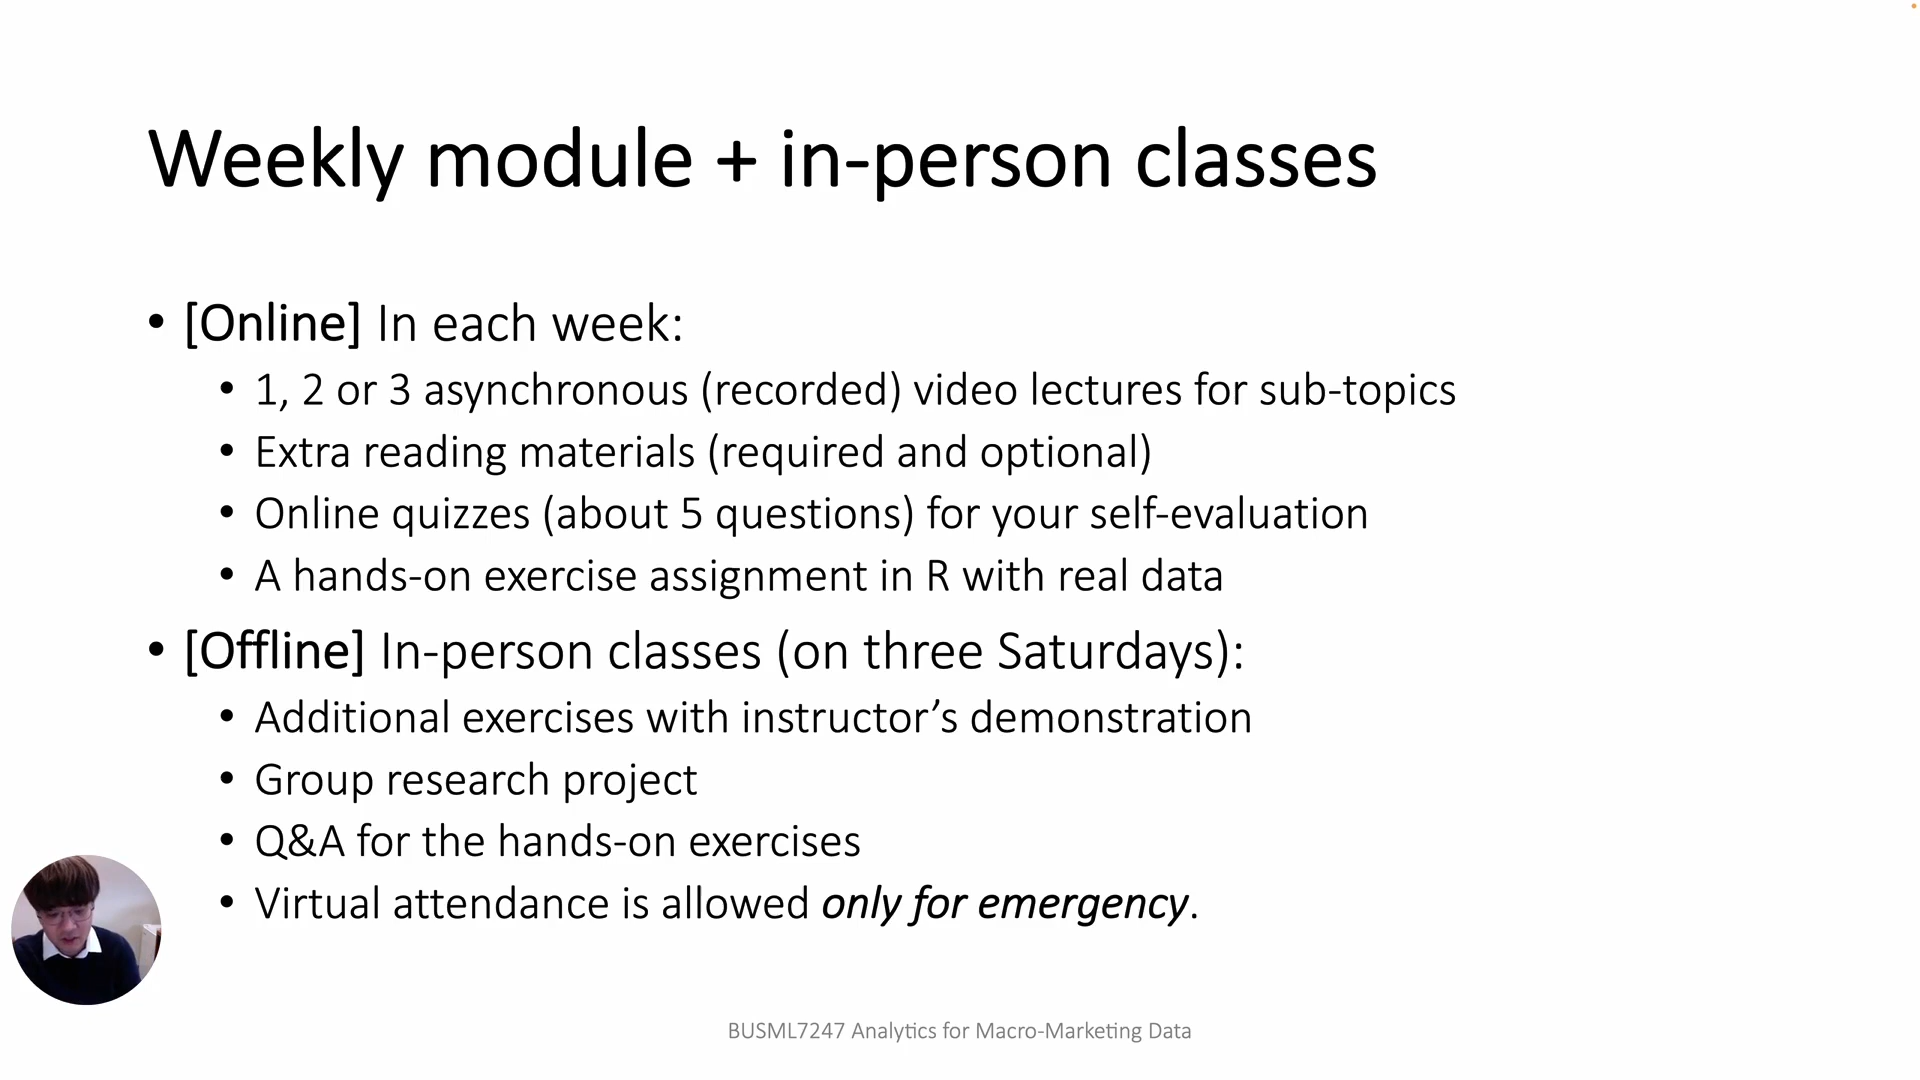 Weekly module + in-person classes
• [Online] In each week:
• 1, 2 or 3 asynchronous (recorded) video lectures for sub-topics
• Extra reading materials (required and optional)
• Online quizzes (about 5 questions) for your self-evaluation
• A hands-on exercise assignment in R with real data
• [Offline] In-person classes (on three Saturdays):
• Additional exercises with instructor’s demonstration
• Group research project
• Q&A for the hands-on exercises
• Virtual attendance is allowed only for emergency.
BUSML7247 Analytics for Macro-Marketing Data